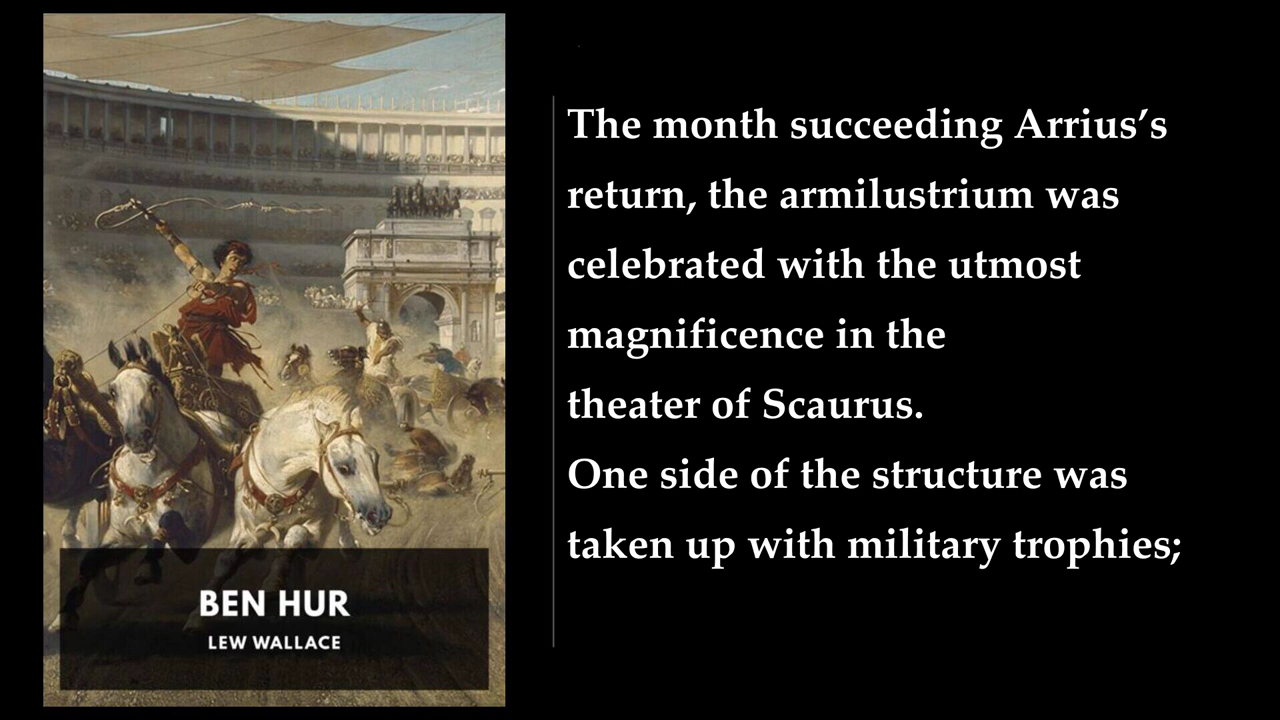 BEN HUR
LEW WALLACE
The month succeeding Arrius’s
return, the armilustrium was
celebrated with the utmost
magnificence in the
theater of Scaurus.
One side of the structure was
taken up with military trophies;